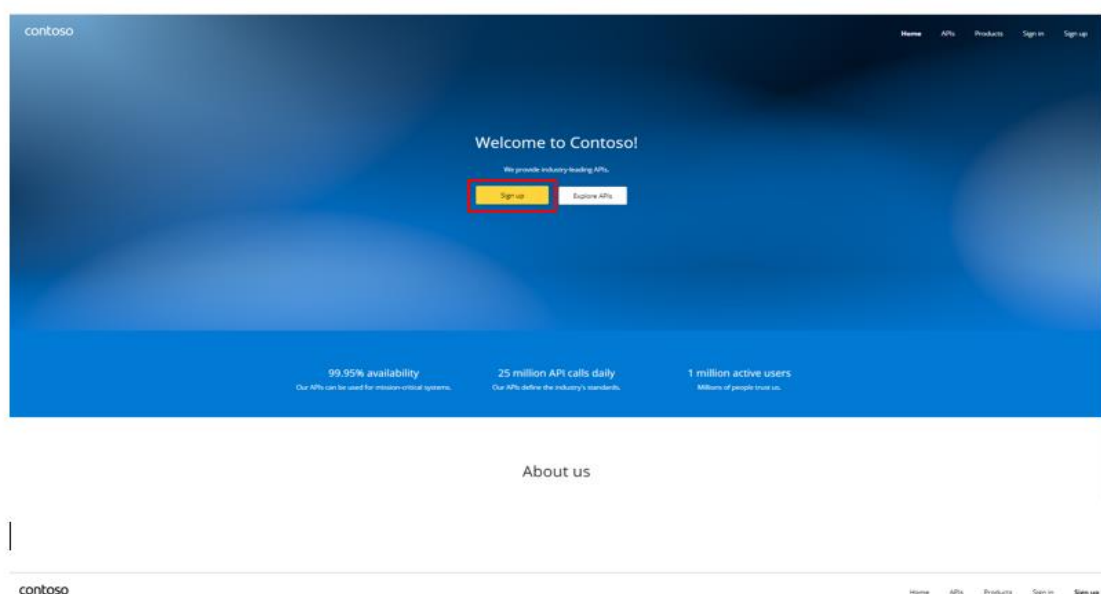 contoso
Home APIs Products Sign in Sign up
Welcome to Contoso!
We provide industry-leading APIs.
Sign up Explore APIs
99.95% availability 25 million API calls daily 1 million active users
Our APIs can be used for mission-critical systems. Our APIs define the industry's standards. Millions of people trust us.
About us
contoso
Home APIs Products Sign in Sign up